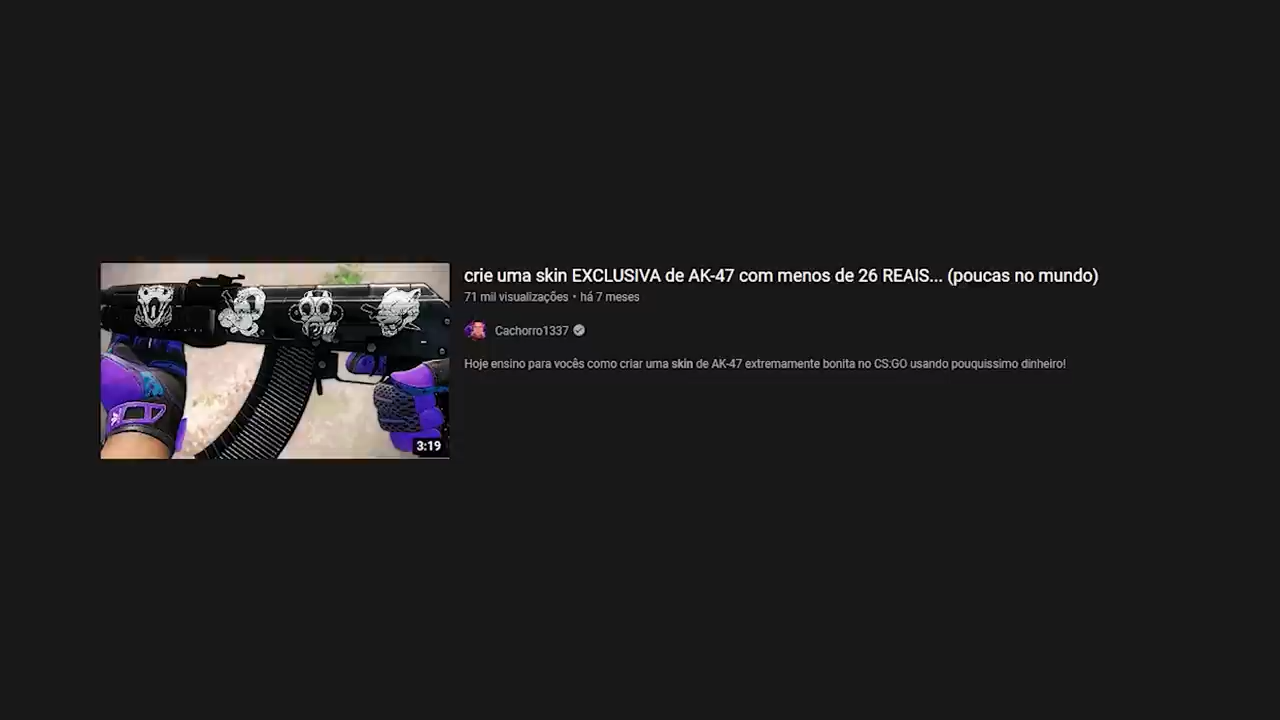 crie uma skin EXCLUSIVA de AK-47 com menos de 26 REAIS... (poucas no mundo)
71 mil visualizações • há 7 meses
Cachorro1337
Hoje ensino para vocês como criar uma skin de AK-47 extremamente bonita no CS:GO usando pouquissimo dinheiro!
3:19